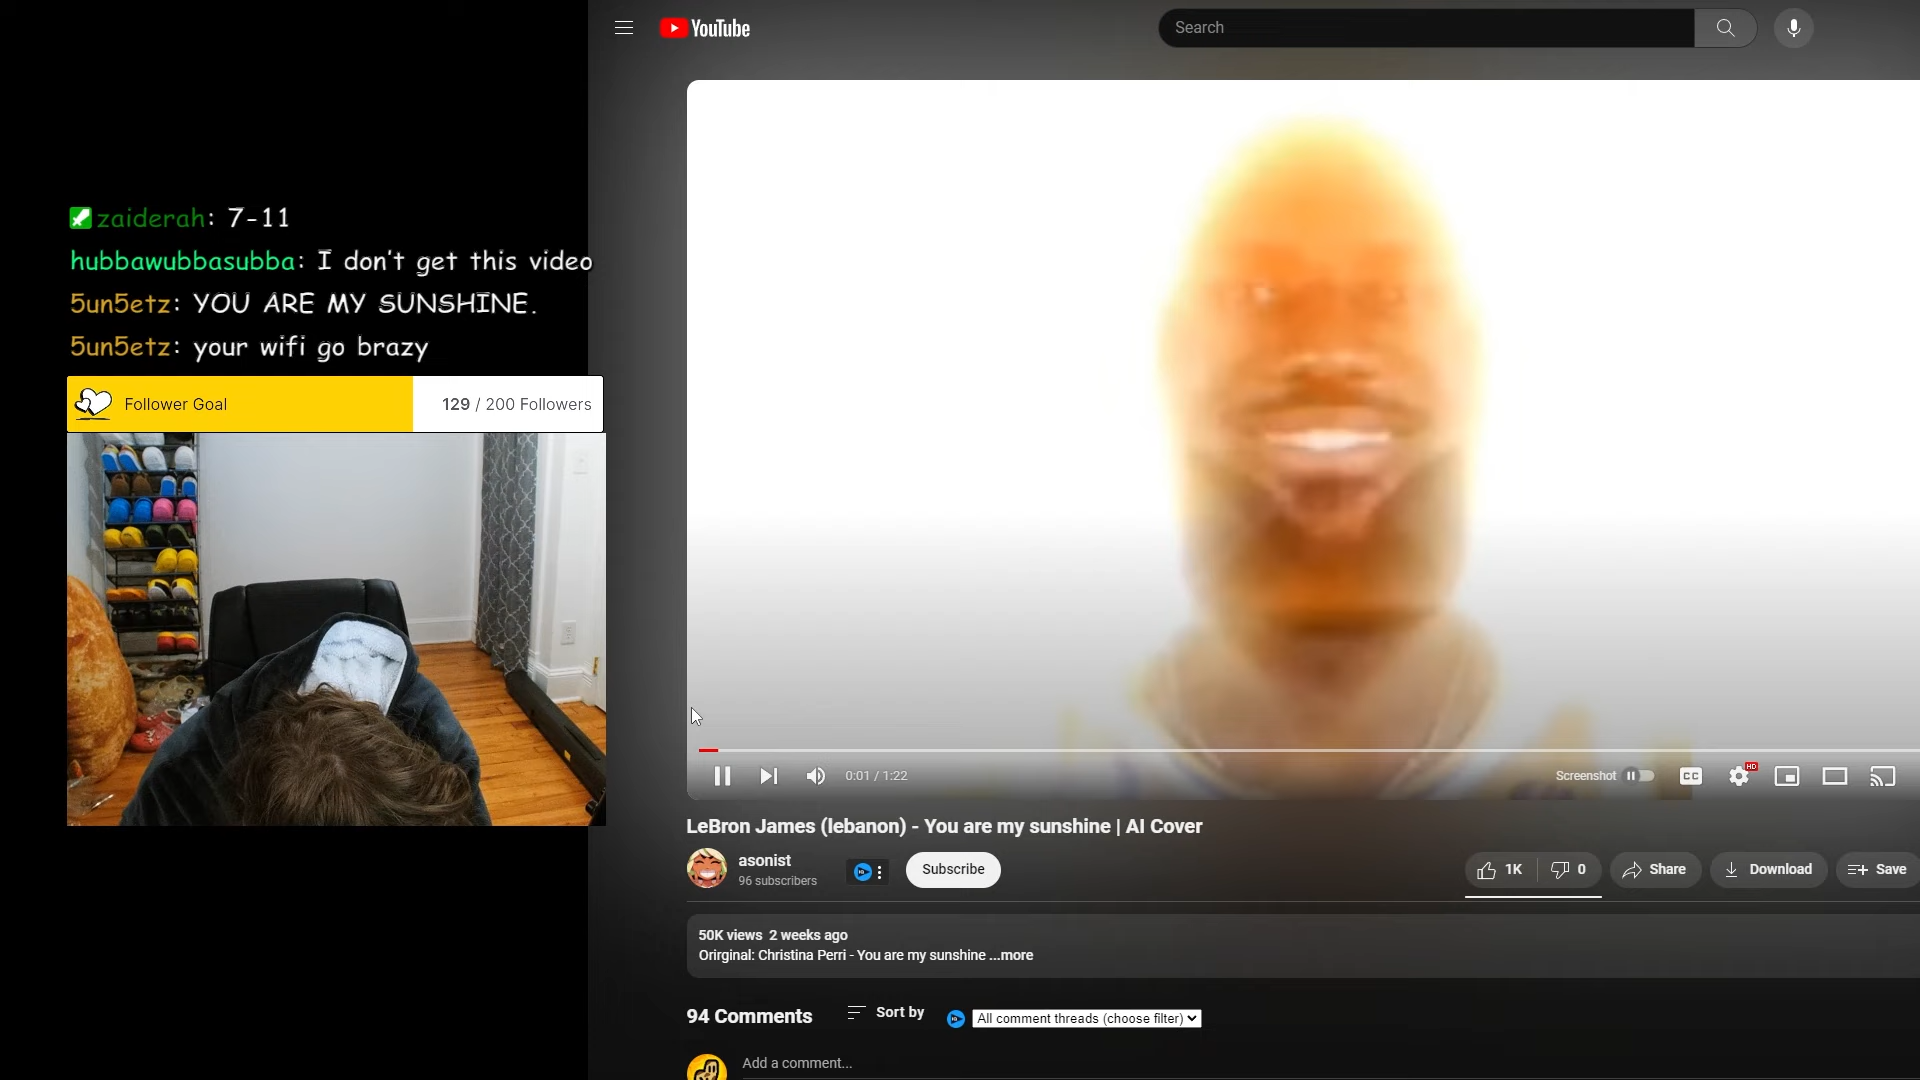 YouTube
Search
zaiderah: 7-11
hubbawubbasubba: I don't get this video
5un5etz: YOU ARE MY SUNSHINE.
5un5etz: your wifi go brazy
Follower Goal
129 / 200 Followers
0:01 / 1:22
Screenshot
CC
HD
LeBron James (lebanon) - You are my sunshine | AI Cover
asonist
96 subscribers
Subscribe
1K
0
Share
Download
Save
50K views 2 weeks ago
Orirginal: Christina Perri - You are my sunshine ...more
94 Comments
Sort by
All comment threads (choose filter)
Add a comment...